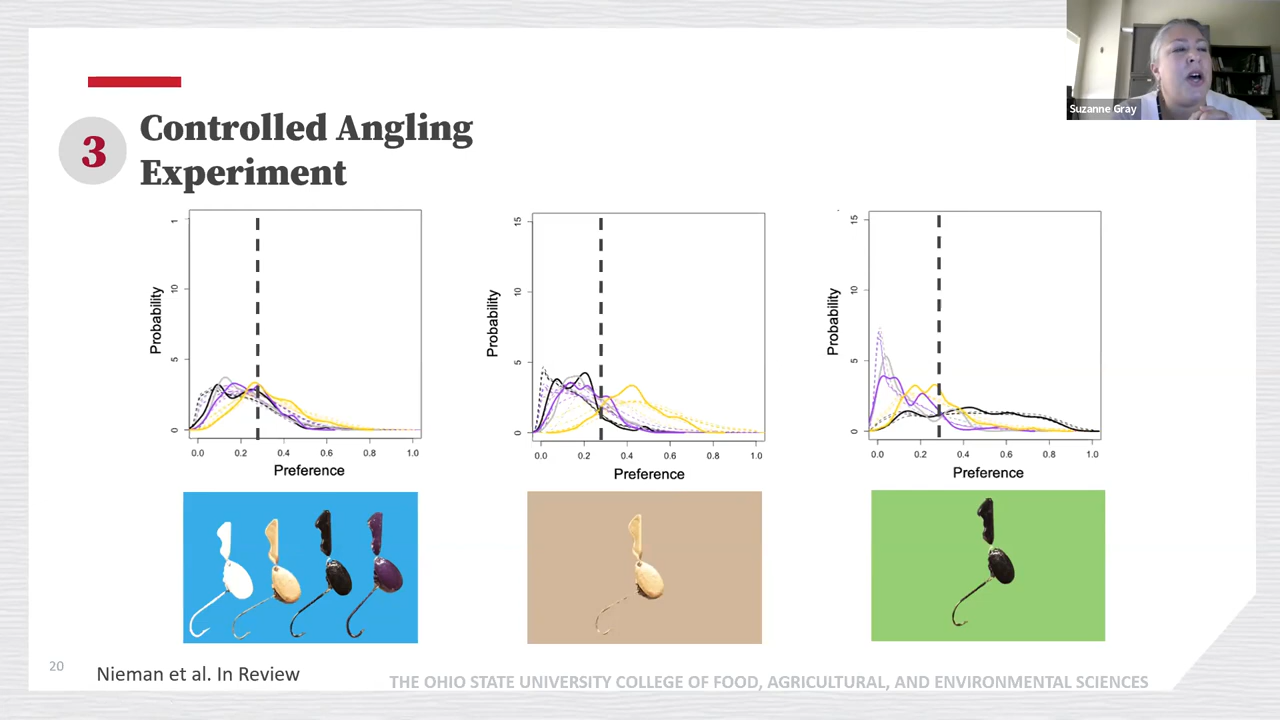 Suzanne Gray
3
Controlled Angling
Experiment
Probability
1
10
5
0
0.0 0.2 0.4 0.6 0.8 1.0
Preference
Probability
15
10
5
0
0.0 0.2 0.4 0.6 0.8 1.0
Preference
Probability
15
10
5
0
0.0 0.2 0.4 0.6 0.8 1.0
Preference
20
Nieman et al. In Review
THE OHIO STATE UNIVERSITY COLLEGE OF FOOD, AGRICULTURAL, AND ENVIRONMENTAL SCIENCES